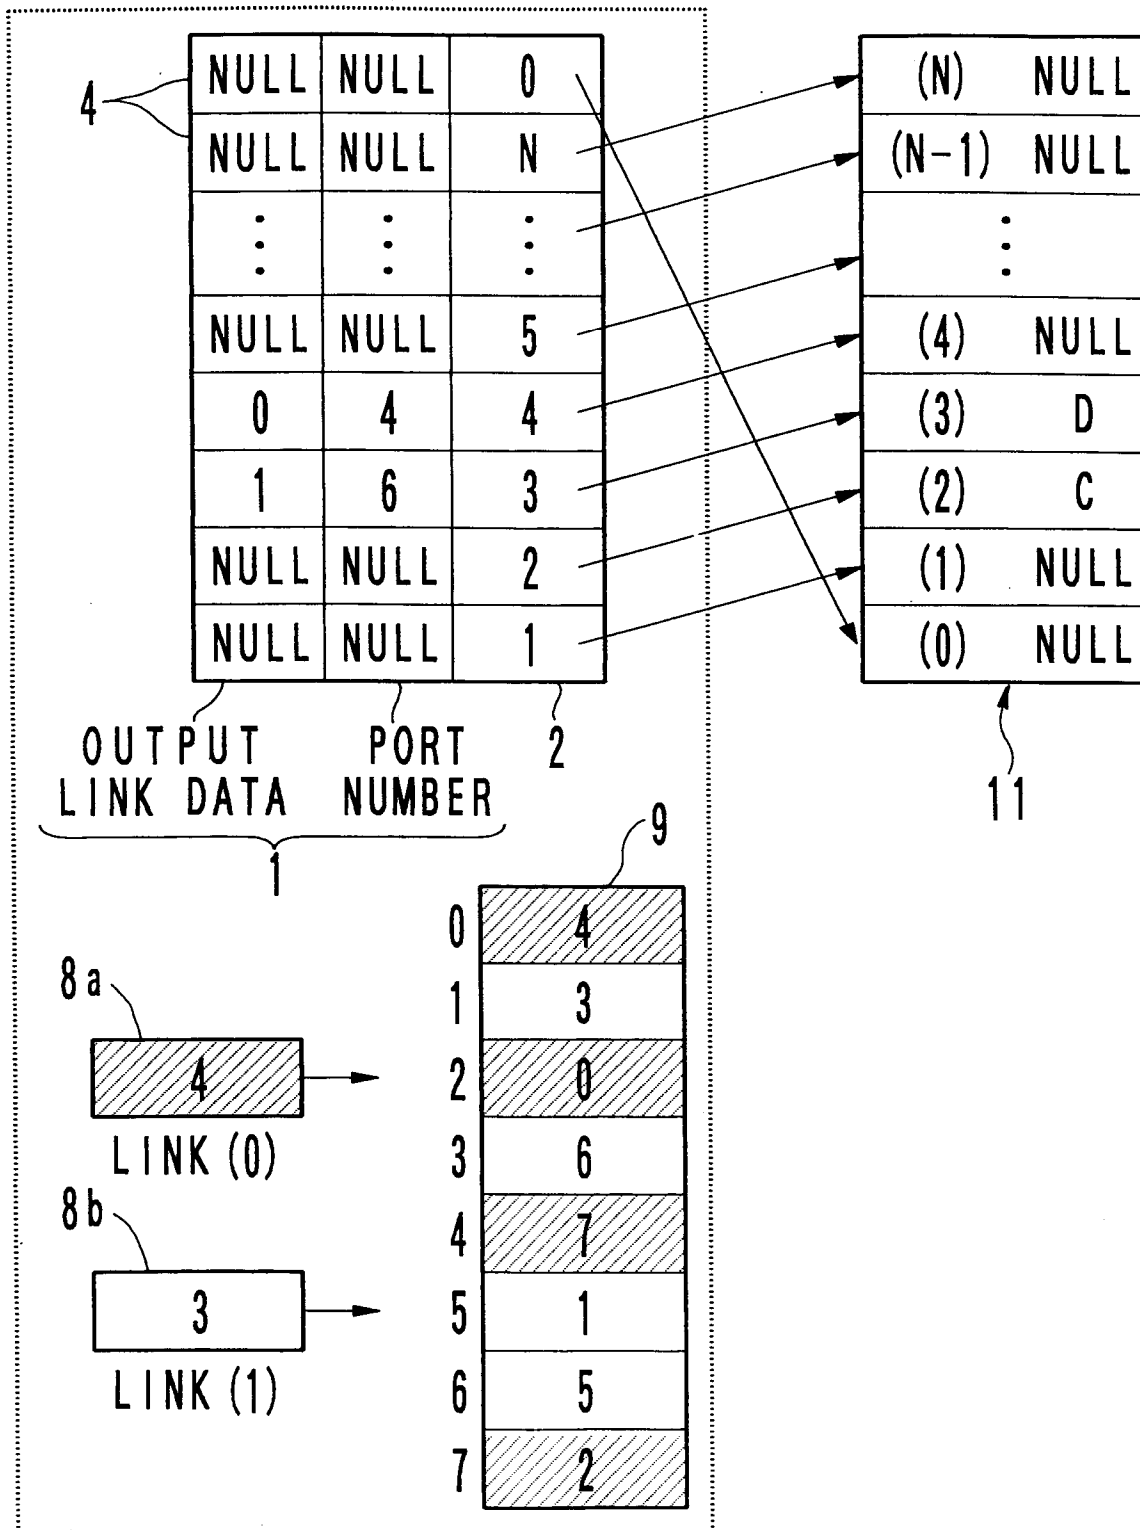 4
NULL NULL 0
NULL NULL N
NULL NULL 5
0 4 4
1 6 3
NULL NULL 2
NULL NULL 1
(N) NULL
(N-1) NULL
(4) NULL
(3) D
(2) C
(1) NULL
(0) NULL
OUTPUT LINK DATA
PORT NUMBER
2
1
11
9
0 4
1 3
2 0
3 6
4 7
5 1
6 5
7 2
8a
4
LINK (0)
8b
3
LINK (1)